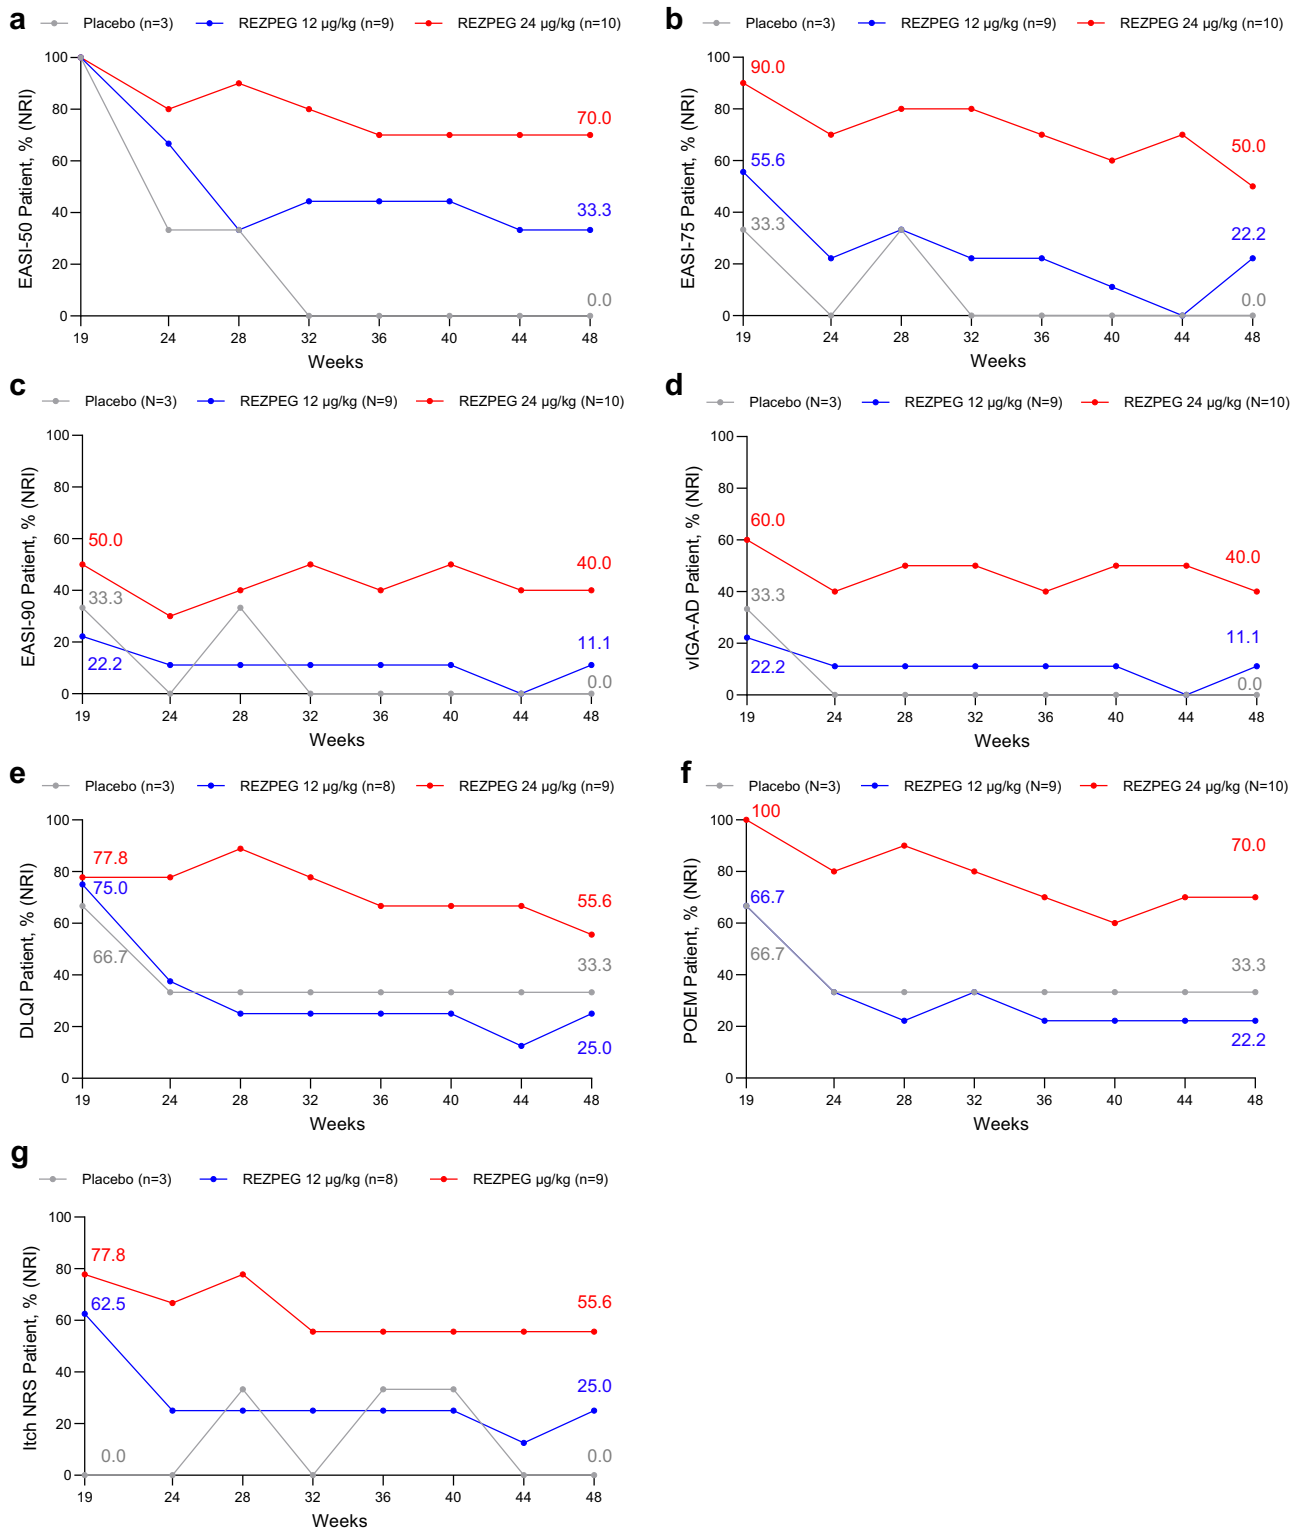 a
Placebo (n=3) REZPEG 12 µg/kg (n=9) REZPEG 24 µg/kg (n=10)
EASI-50 Patient, % (NRI)
100
80
60
40
20
0
70.0
33.3
0.0
19 24 28 32 36 40 44 48
Weeks
b
Placebo (n=3) REZPEG 12 µg/kg (n=9) REZPEG 24 µg/kg (n=10)
EASI-75 Patient, % (NRI)
100
80
60
40
20
0
90.0
55.6
33.3
50.0
22.2
0.0
19 24 28 32 36 40 44 48
Weeks
c
Placebo (N=3) REZPEG 12 µg/kg (N=9) REZPEG 24 µg/kg (N=10)
EASI-90 Patient, % (NRI)
100
80
60
40
20
0
50.0
33.3
22.2
40.0
11.1
0.0
19 24 28 32 36 40 44 48
Weeks
d
Placebo (N=3) REZPEG 12 µg/kg (N=9) REZPEG 24 µg/kg (N=10)
vIGA-AD Patient, % (NRI)
100
80
60
40
20
0
60.0
33.3
22.2
40.0
11.1
0.0
19 24 28 32 36 40 44 48
Weeks
e
Placebo (n=3) REZPEG 12 µg/kg (n=8) REZPEG 24 µg/kg (n=9)
DLQI Patient, % (NRI)
100
80
60
40
20
0
77.8
75.0
66.7
55.6
33.3
25.0
19 24 28 32 36 40 44 48
Weeks
f
Placebo (N=3) REZPEG 12 µg/kg (N=9) REZPEG 24 µg/kg (N=10)
POEM Patient, % (NRI)
100
80
60
40
20
0
100
66.7
66.7
70.0
33.3
22.2
19 24 28 32 36 40 44 48
Weeks
g
Placebo (n=3) REZPEG 12 µg/kg (n=8) REZPEG µg/kg (n=9)
Itch NRS Patient, % (NRI)
100
80
60
40
20
0
77.8
62.5
0.0
55.6
25.0
0.0
19 24 28 32 36 40 44 48
Weeks